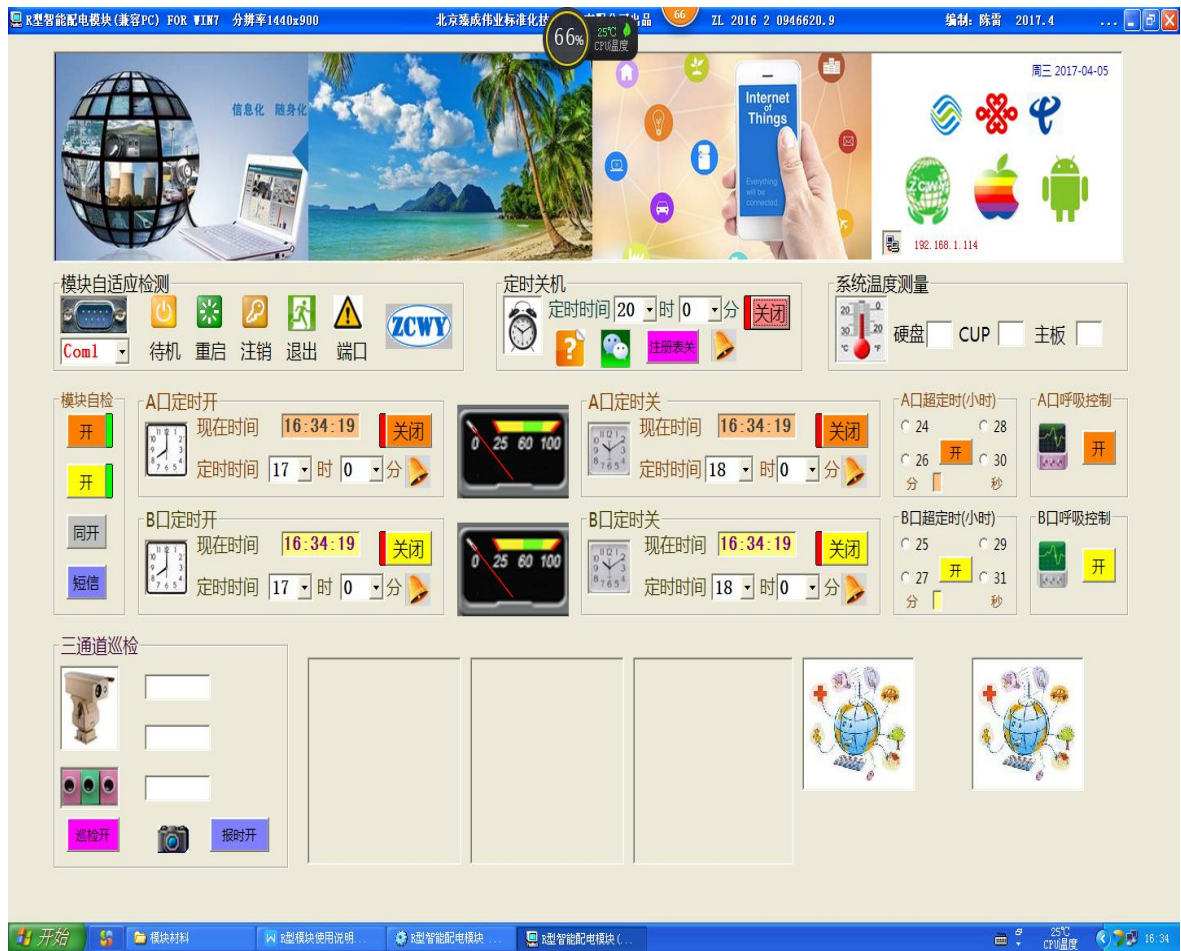 R型智能配电模块(兼容PC) FOR WIN7 分辨率1440x900 北京臻成伟业标准化技 出品 ZL 2016 2 0946620.9 编制: 陈雷 2017.4 ...
66
66% 25℃ CPU温度
信息化 随身化
Internet
of
Things
Everything
will be
connected.
周三 2017-04-05
ZCWY
192.168.1.114
模块自适应检测
Com1
待机 重启 注销 退出 端口
ZCWY
定时关机
定时时间 20 时 0 分 关闭
注册表关
系统温度测量
20 0
30 20
℃ ℉
硬盘 CUP 主板
模块自检
开
开
同开
短信
A口定时开
现在时间 16:34:19 关闭
定时时间 17 时 0 分
0 25 60 100
A口定时关
现在时间 16:34:19 关闭
定时时间 18 时 0 分
A口超定时(小时)
24 28
26 开 30
分 秒
A口呼吸控制
开
B口定时开
现在时间 16:34:19 关闭
定时时间 17 时 0 分
0 25 60 100
B口定时关
现在时间 16:34:19 关闭
定时时间 18 时 0 分
B口超定时(小时)
25 29
27 开 31
分 秒
B口呼吸控制
开
三通道巡检
巡检开 报时开
开始 模块材料 R型模块使用说明... R型智能配电模块 ... R型智能配电模块(... 25℃ CPU温度 16:34